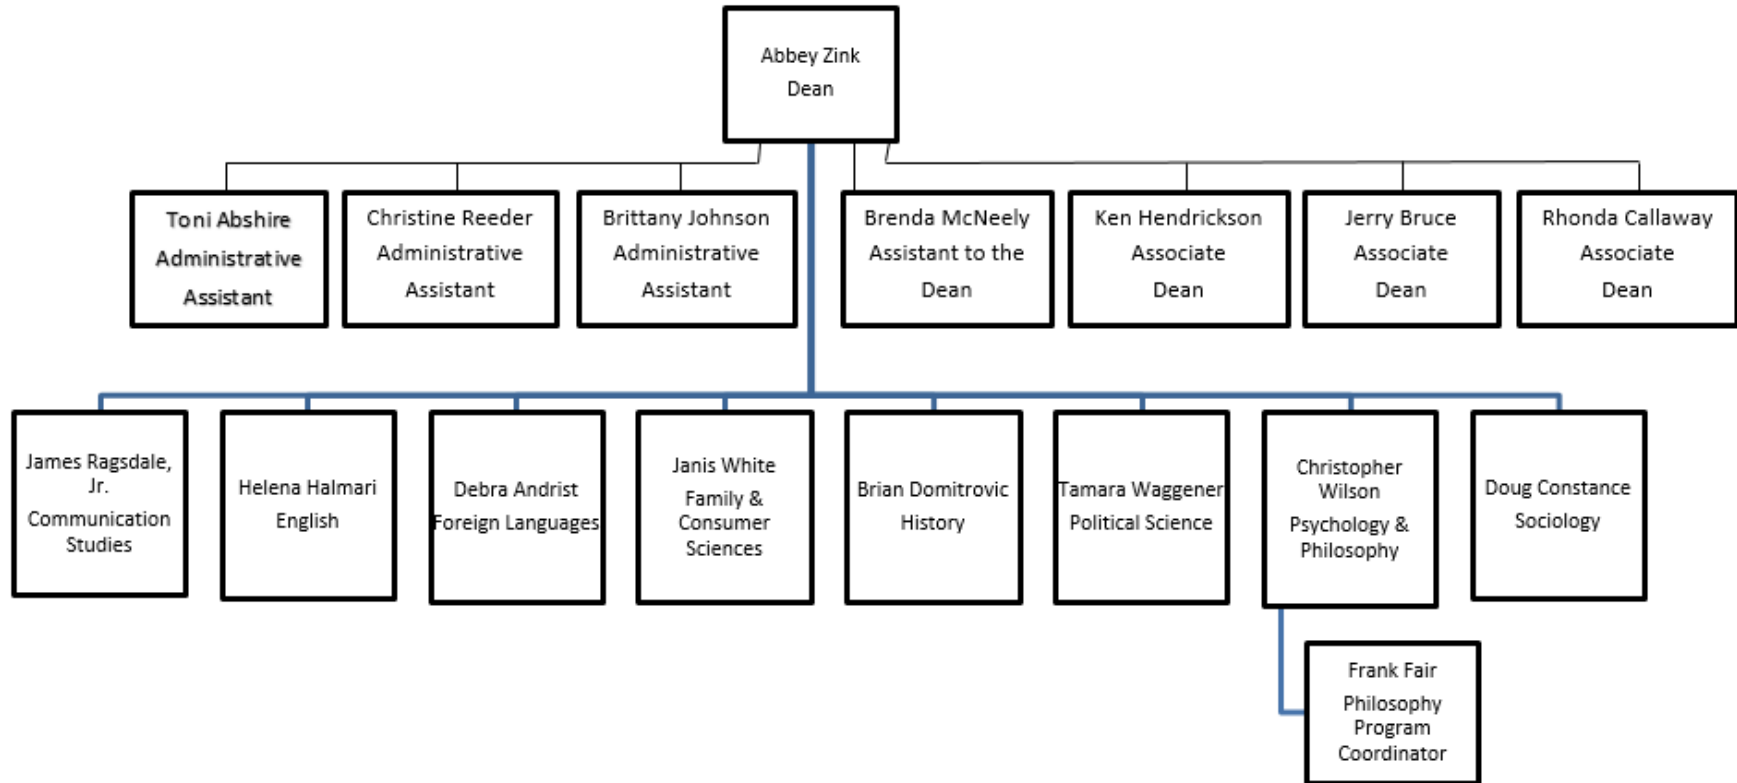 Abbey Zink
Dean
Toni Abshire
Administrative
Assistant
Christine Reeder
Administrative
Assistant
Brittany Johnson
Administrative
Assistant
Brenda McNeely
Assistant to the
Dean
Ken Hendrickson
Associate
Dean
Jerry Bruce
Associate
Dean
Rhonda Callaway
Associate
Dean
James Ragsdale,
Jr.
Communication
Studies
Helena Halmari
English
Debra Andrist
Foreign Languages
Janis White
Family &
Consumer
Sciences
Brian Domitrovic
History
Tamara Waggener
Political Science
Christopher
Wilson
Psychology &
Philosophy
Doug Constance
Sociology
Frank Fair
Philosophy
Program
Coordinator